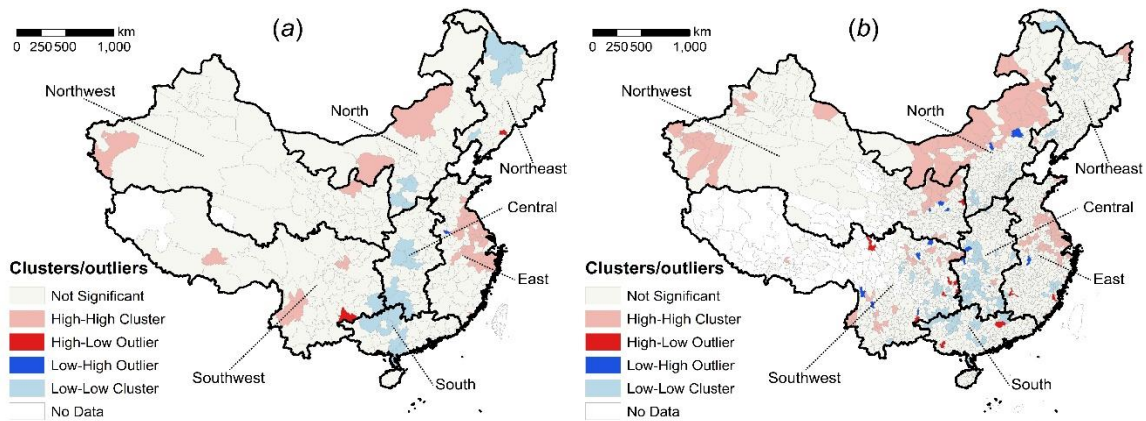 (a)
km
0 250 500 1,000
Northwest
North
Northeast
Central
East
Southwest
South
Clusters/outliers
Not Significant
High-High Cluster
High-Low Outlier
Low-High Outlier
Low-Low Cluster
No Data
(b)
km
0 250 500 1,000
Northwest
North
Northeast
Central
East
Southwest
South
Clusters/outliers
Not Significant
High-High Cluster
High-Low Outlier
Low-High Outlier
Low-Low Cluster
No Data